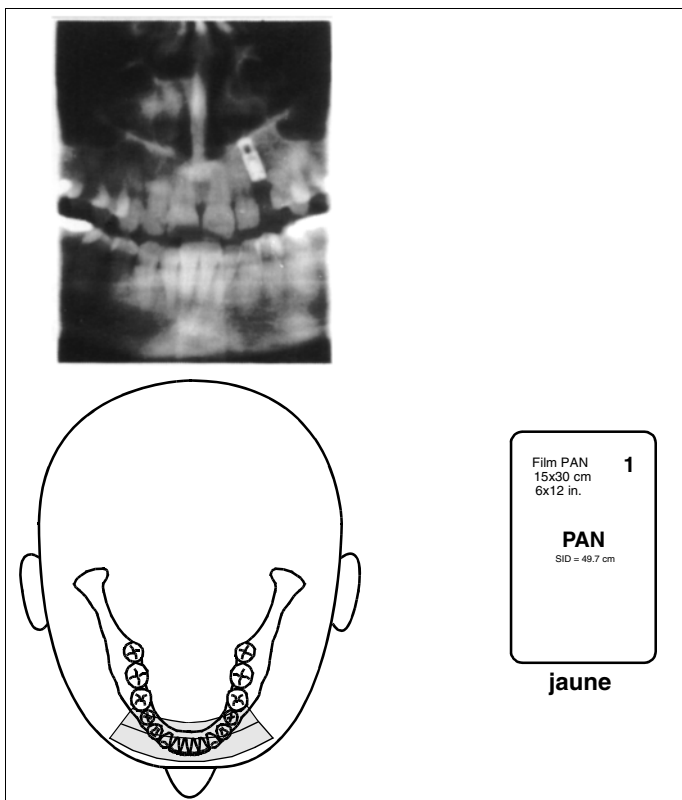 Film PAN 1
15x30 cm
6x12 in.
PAN
SID = 49.7 cm
jaune